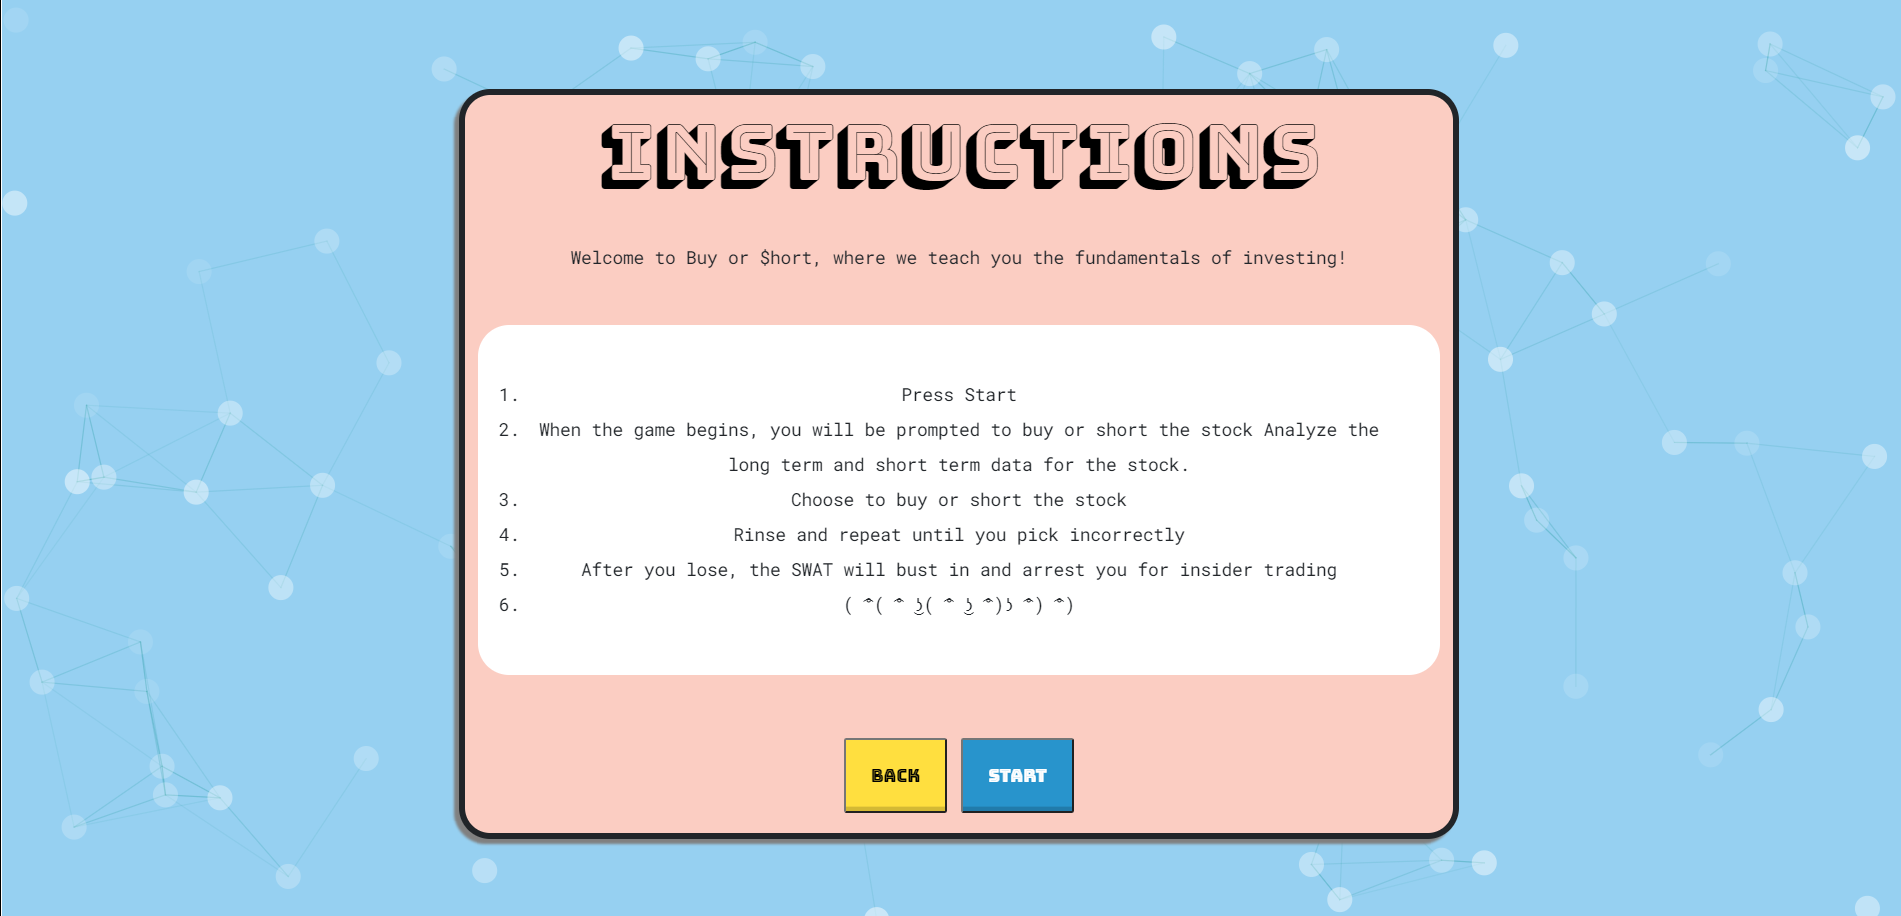 INSTRUCTIONS
Welcome to Buy or $hort, where we teach you the fundamentals of investing!
1. Press Start
2. When the game begins, you will be prompted to buy or short the stock Analyze the
long term and short term data for the stock.
3. Choose to buy or short the stock
4. Rinse and repeat until you pick incorrectly
5. After you lose, the SWAT will bust in and arrest you for insider trading
6. ( ͡°( ͡° ͜ʖ( ͡° ͜ʖ ͡°)ʖ ͡°) ͡°)
BACK START